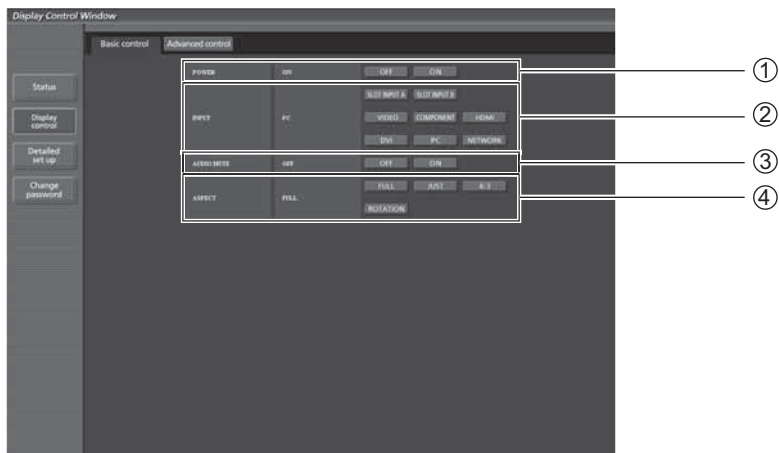 Display Control Window
Basic control Advanced control
POWER ON OFF ON ①
Status
SLOT INPUT A SLOT INPUT B
INPUT PC VIDEO COMPONENT HDMI ②
Display control
DVI PC NETWORK
Detailed set up
AUDIO MUTE OFF OFF ON ③
Change password
FULL JUST 4:3
ASPECT FULL ④
ROTATION